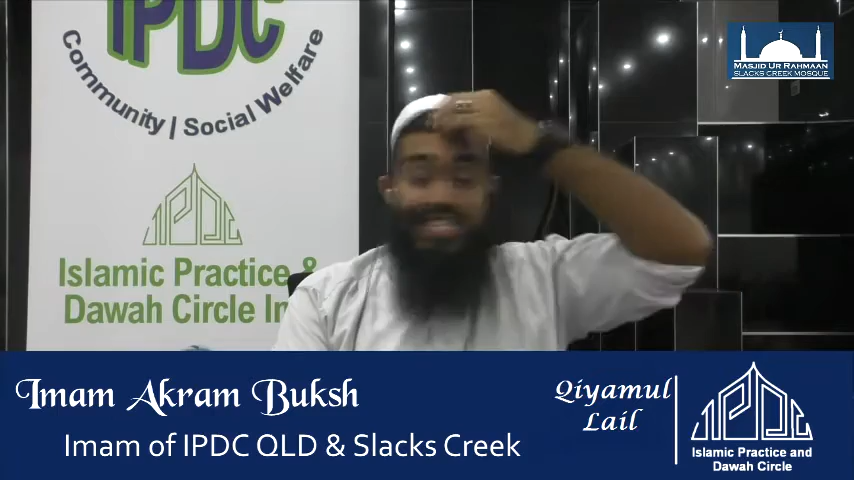 IPDC
Community | Social Welfare
IPDC
Islamic Practice &
Dawah Circle In
MASJID UR RAHMAAN
SLACKS CREEK MOSQUE
Imam Akram Buksh
Imam of IPDC QLD & Slacks Creek
Qiyamul
Lail
IPDC
Islamic Practice and
Dawah Circle